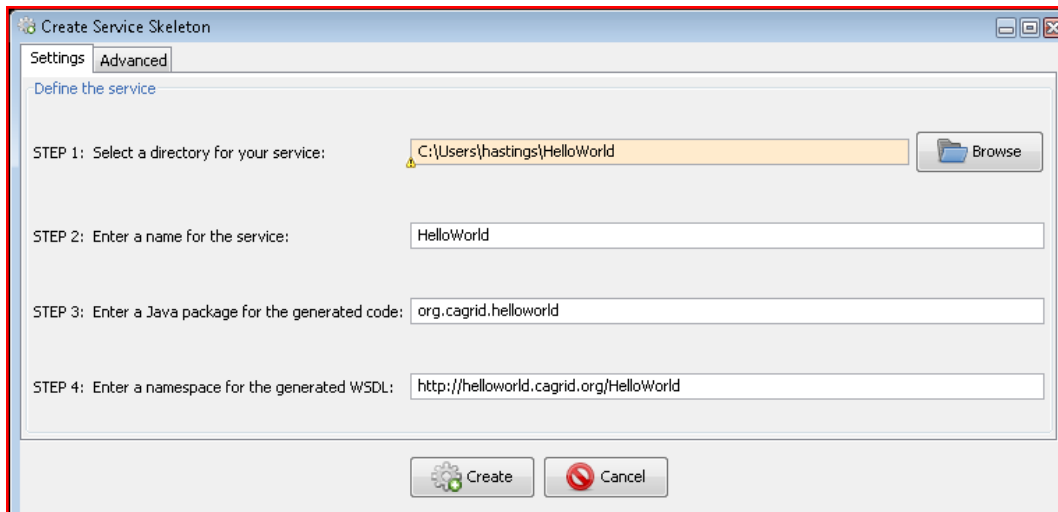 Create Service Skeleton
Settings Advanced
Define the service
STEP 1: Select a directory for your service: C:\Users\hastings\HelloWorld Browse
STEP 2: Enter a name for the service: HelloWorld
STEP 3: Enter a Java package for the generated code: org.cagrid.helloworld
STEP 4: Enter a namespace for the generated WSDL: http://helloworld.cagrid.org/HelloWorld
Create Cancel